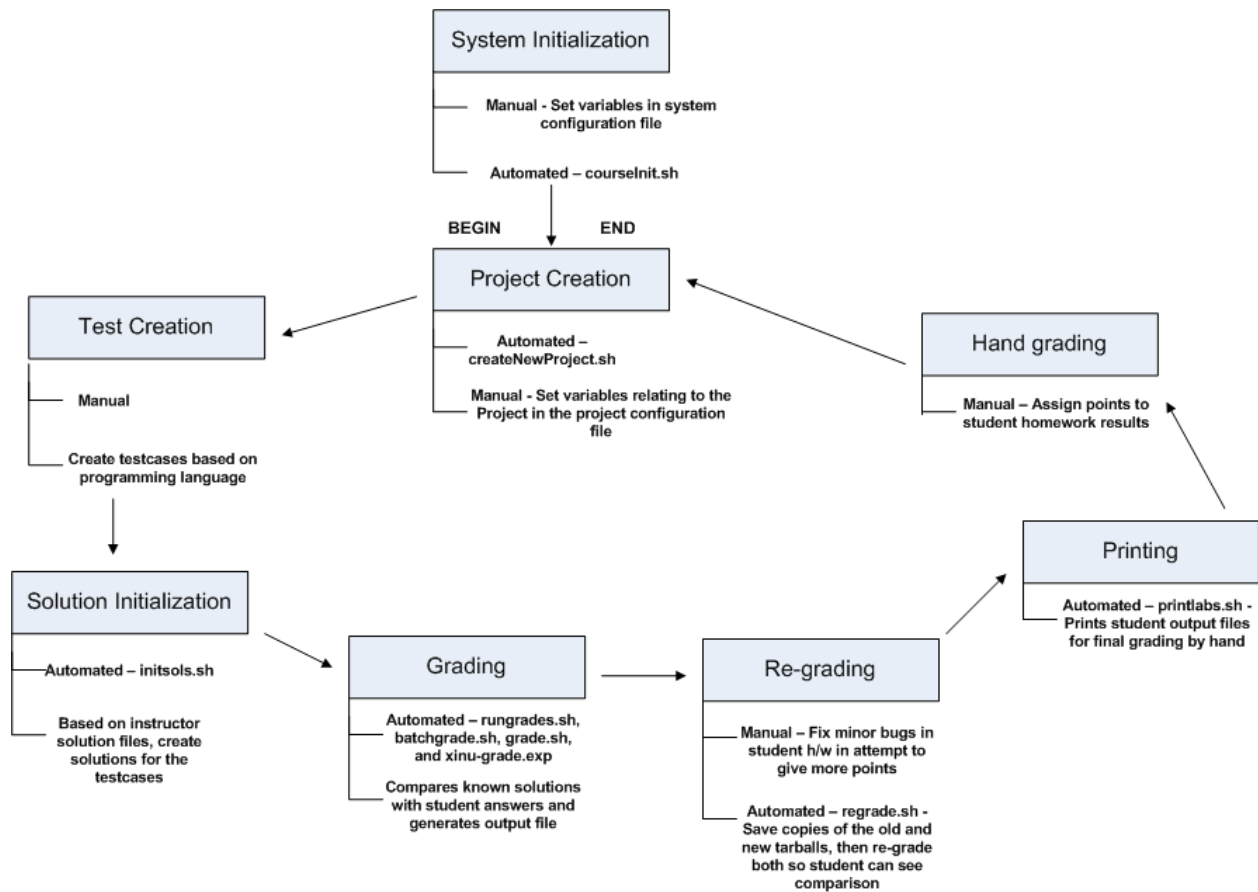 System Initialization
Manual - Set variables in system
configuration file
Automated – courseInit.sh
BEGIN
END
Project Creation
Automated –
createNewProject.sh
Manual - Set variables relating to the
Project in the project configuration
file
Test Creation
Manual
Create testcases based on
programming language
Solution Initialization
Automated – initsols.sh
Based on instructor
solution files, create
solutions for the
testcases
Grading
Automated – rungrades.sh,
batchgrade.sh, grade.sh,
and xinu-grade.exp
Compares known solutions
with student answers and
generates output file
Re-grading
Manual – Fix minor bugs in
student h/w in attempt to
give more points
Automated – regrade.sh -
Save copies of the old and
new tarballs, then re-grade
both so student can see
comparison
Printing
Automated – printlabs.sh -
Prints student output files
for final grading by hand
Hand grading
Manual – Assign points to
student homework results